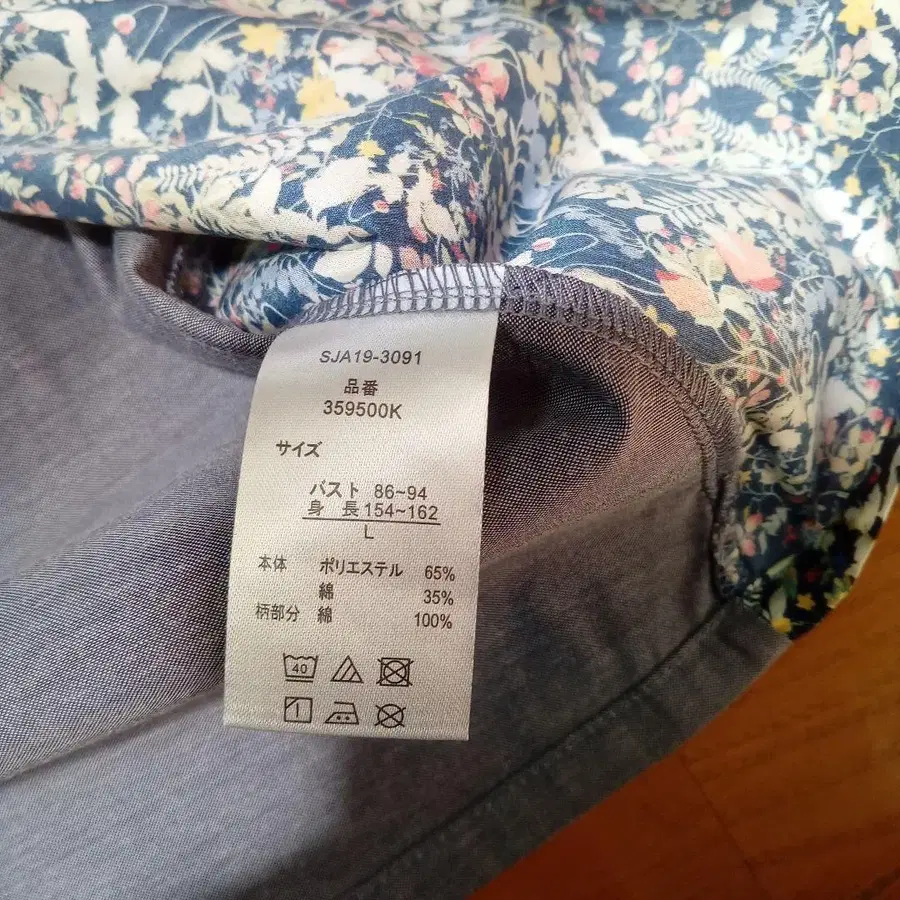 SJA19-3091
品番
359500K
サイズ
バスト 86~94
身 長 154~162
L
本体 ポリエステル 65%
綿 35%
柄部分 綿 100%
40